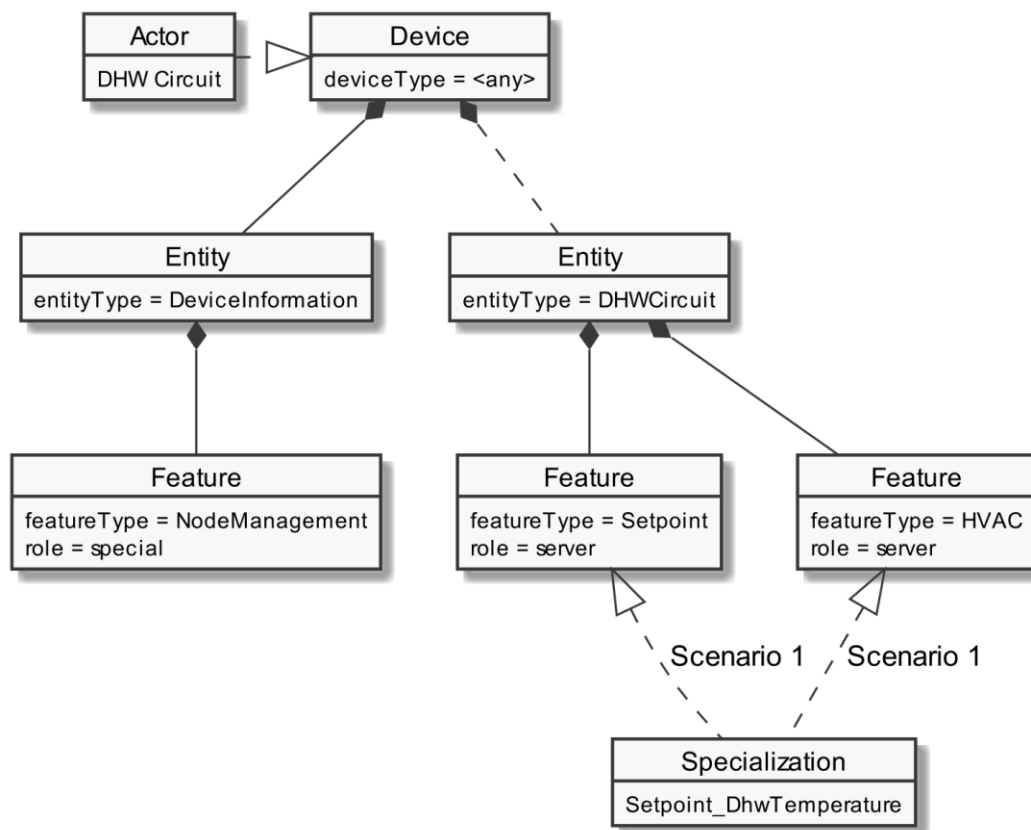 Actor
DHW Circuit
Device
deviceType = <any>
Entity
entityType = DeviceInformation
Entity
entityType = DHWCircuit
Feature
featureType = NodeManagement
role = special
Feature
featureType = Setpoint
role = server
Feature
featureType = HVAC
role = server
Scenario 1
Scenario 1
Specialization
Setpoint_DhwTemperature